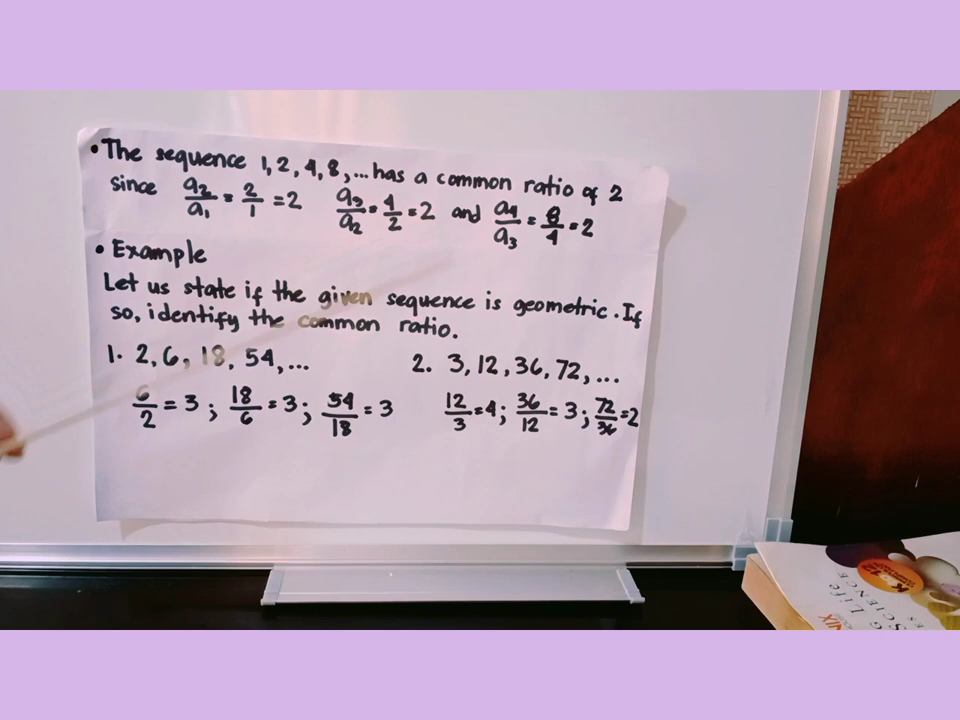 • The sequence 1, 2, 4, 8, ... has a common ratio of 2
since a₂/a₁ = 2/1 = 2 a₃/a₂ = 4/2 = 2 and a₄/a₃ = 8/4 = 2
• Example
Let us state if the given sequence is geometric. If
so, identify the common ratio.
1. 2, 6, 18, 54, ...
2. 3, 12, 36, 72, ...
6/2 = 3 ; 18/6 = 3 ; 54/18 = 3
12/3 = 4 ; 36/12 = 3 ; 72/36 = 2
K-12
Life
SCIENCE